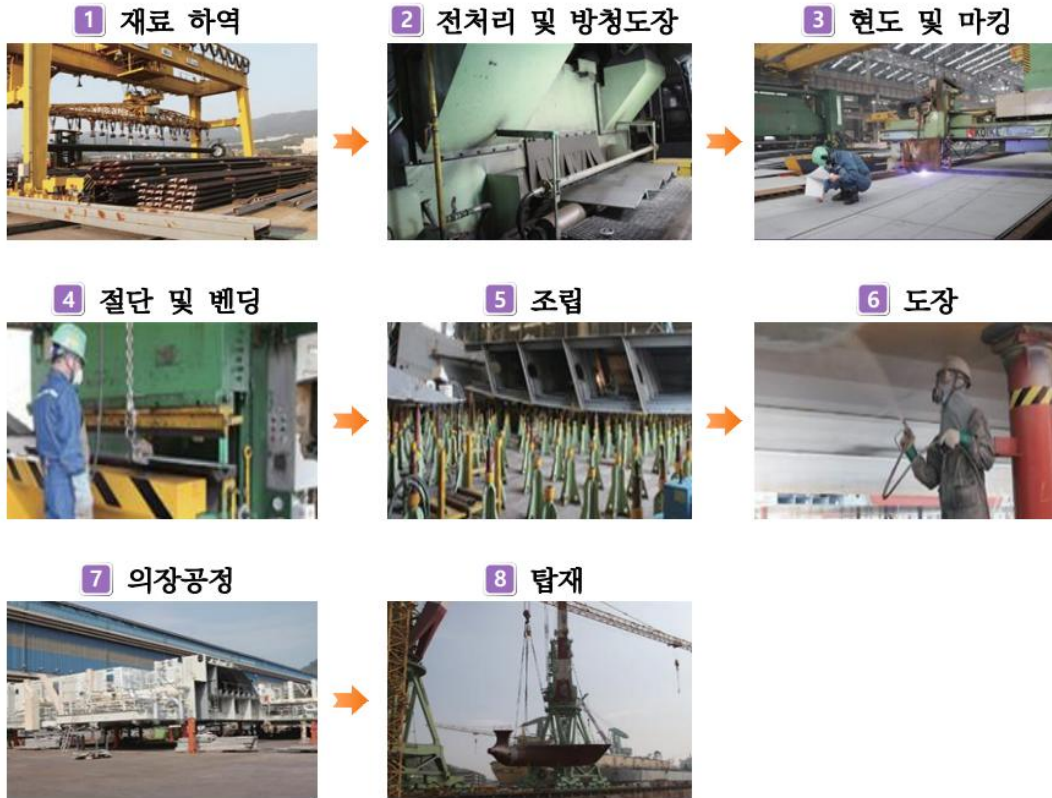 1 재료 하역
2 전처리 및 방청도장
3 현도 및 마킹
KOIKE
4 절단 및 벤딩
5 조립
6 도장
7 의장공정
8 탑재